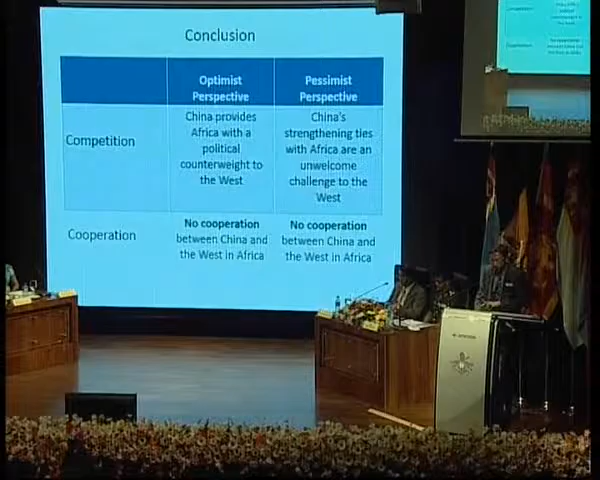 Conclusion
Optimist Perspective
Pessimist Perspective
Competition
China provides
Africa with a
political
counterweight to
the West
China's
strengthening ties
with Africa are an
unwelcome
challenge to the
West
Cooperation
No cooperation
between China and
the West in Africa
No cooperation
between China and
the West in Africa